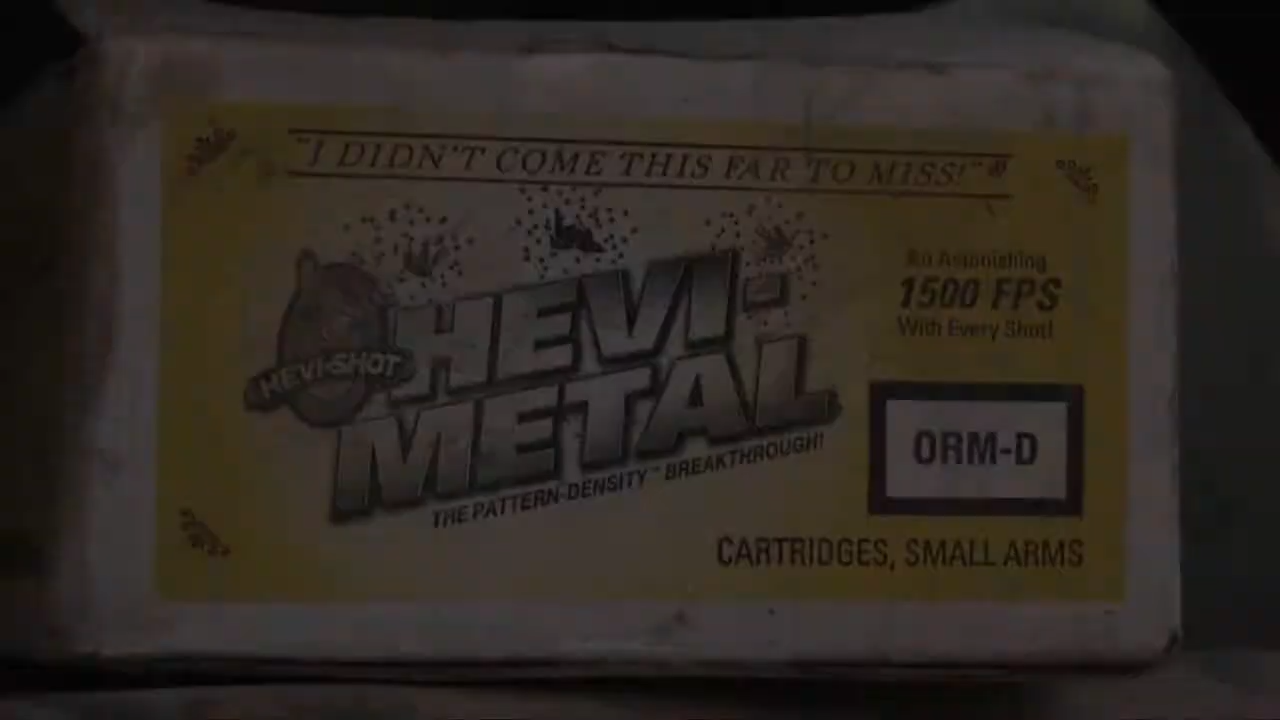 "I DIDN'T COME THIS FAR TO MISS!"®
An Astonishing
1500 FPS
With Every Shot!
HEVI-SHOT
HEVI-
METAL
THE PATTERN-DENSITY™ BREAKTHROUGH!
ORM-D
CARTRIDGES, SMALL ARMS